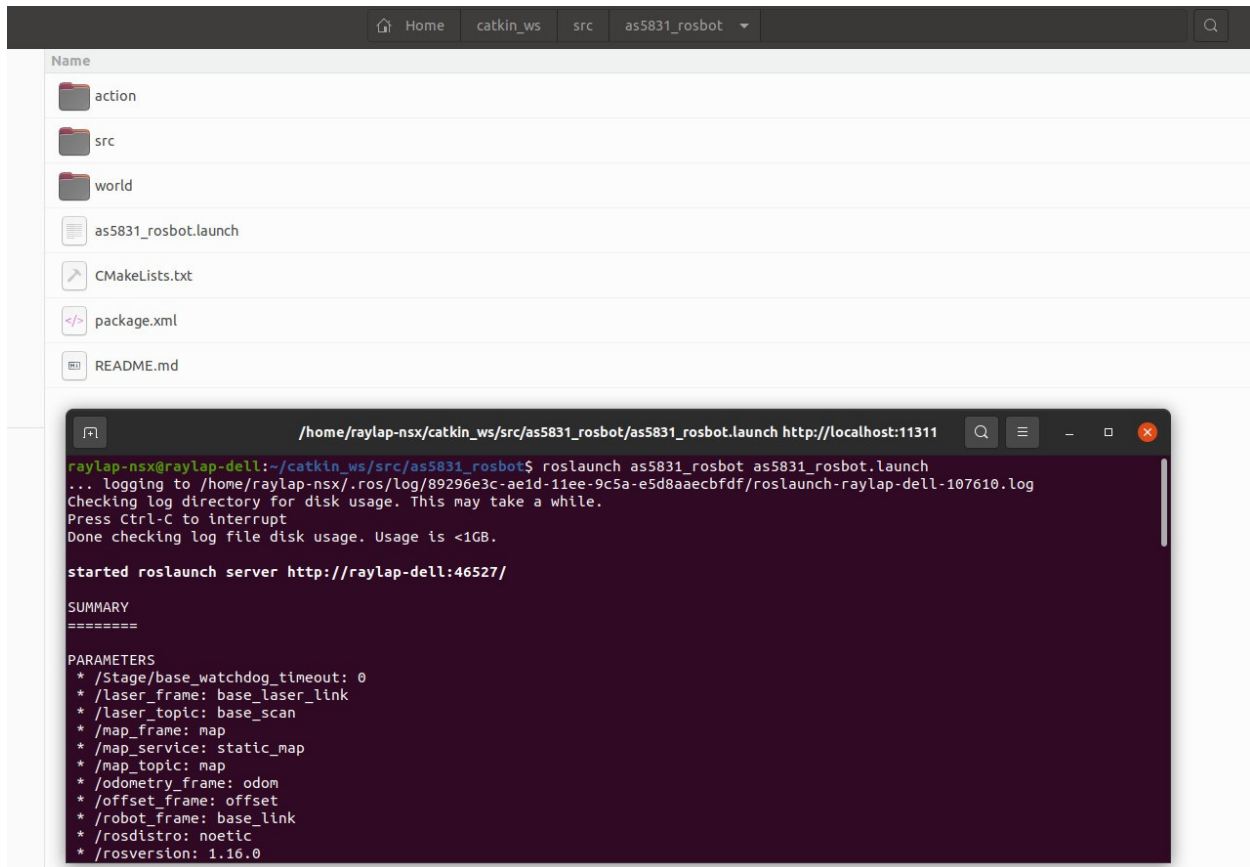 Home catkin_ws src as5831_rosbot
Name
action
src
world
as5831_rosbot.launch
CMakeLists.txt
</> package.xml
README.md
/home/raylap-nsx/catkin_ws/src/as5831_rosbot/as5831_rosbot.launch http://localhost:11311
raylap-nsx@raylap-dell:~/catkin_ws/src/as5831_rosbot$ roslaunch as5831_rosbot as5831_rosbot.launch
... logging to /home/raylap-nsx/.ros/log/89296e3c-ae1d-11ee-9c5a-e5d8aaecbfdf/roslaunch-raylap-dell-107610.log
Checking log directory for disk usage. This may take a while.
Press Ctrl-C to interrupt
Done checking log file disk usage. Usage is <1GB.
started roslaunch server http://raylap-dell:46527/
SUMMARY
========
PARAMETERS
* /Stage/base_watchdog_timeout: 0
* /laser_frame: base_laser_link
* /laser_topic: base_scan
* /map_frame: map
* /map_service: static_map
* /map_topic: map
* /odometry_frame: odom
* /offset_frame: offset
* /robot_frame: base_link
* /rosdistro: noetic
* /rosversion: 1.16.0